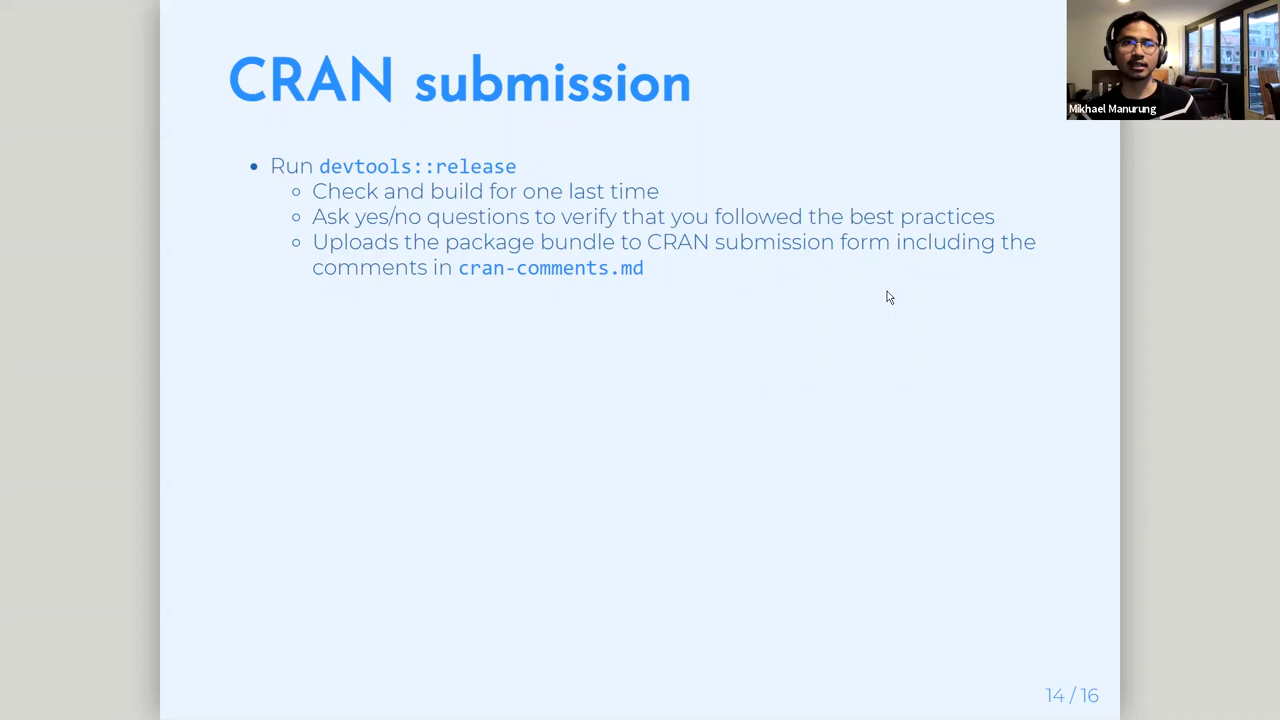 CRAN submission
Mikhael Manurung
Run devtools::release
Check and build for one last time
Ask yes/no questions to verify that you followed the best practices
Uploads the package bundle to CRAN submission form including the
comments in cran-comments.md
14 / 16